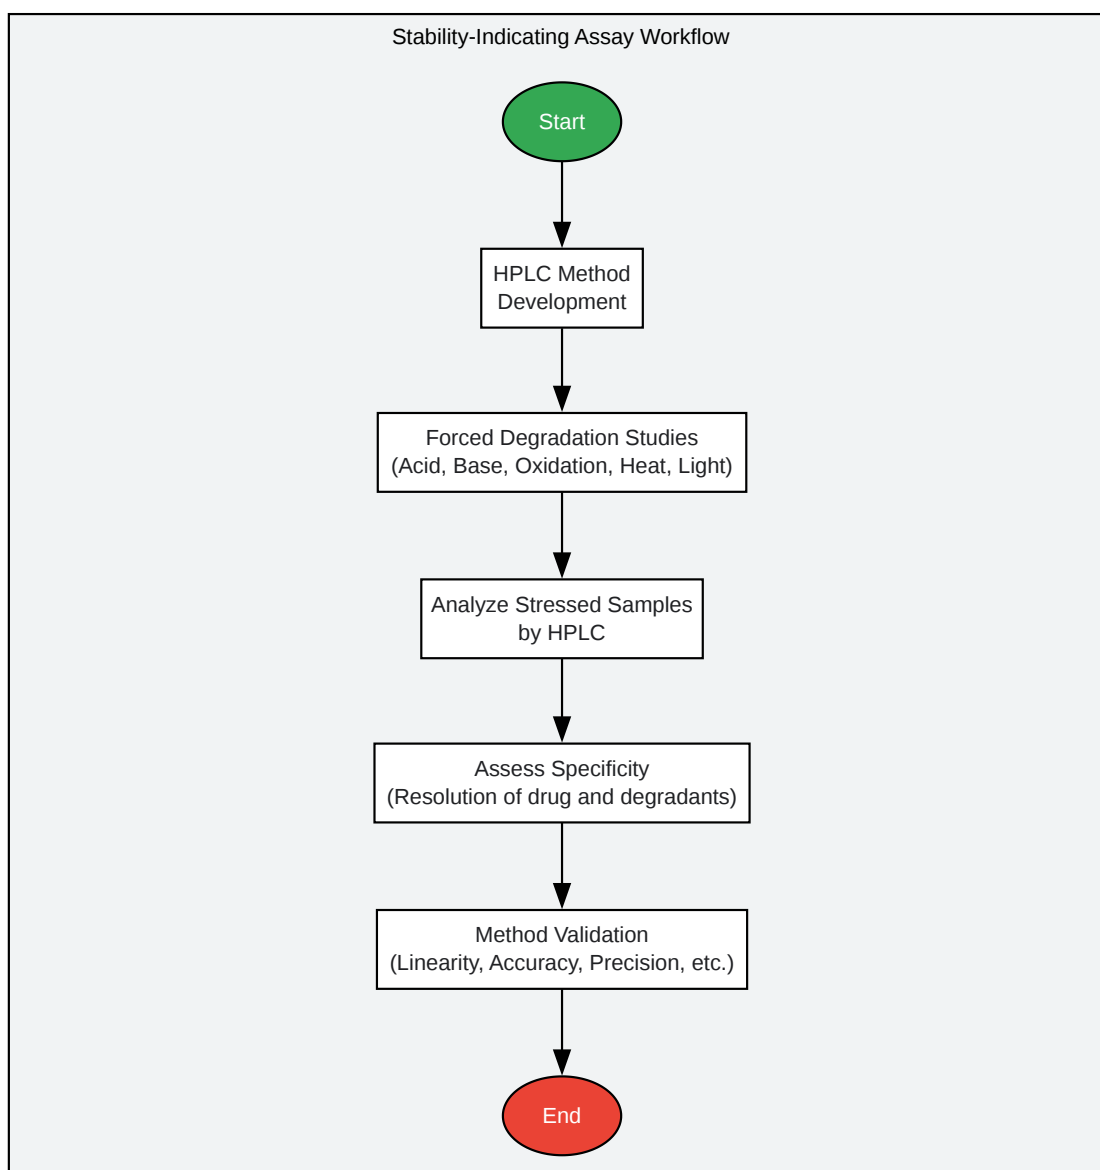 Stability-Indicating Assay Workflow
Start
HPLC Method
Development
Forced Degradation Studies
(Acid, Base, Oxidation, Heat, Light)
Analyze Stressed Samples
by HPLC
Assess Specificity
(Resolution of drug and degradants)
Method Validation
(Linearity, Accuracy, Precision, etc.)
End